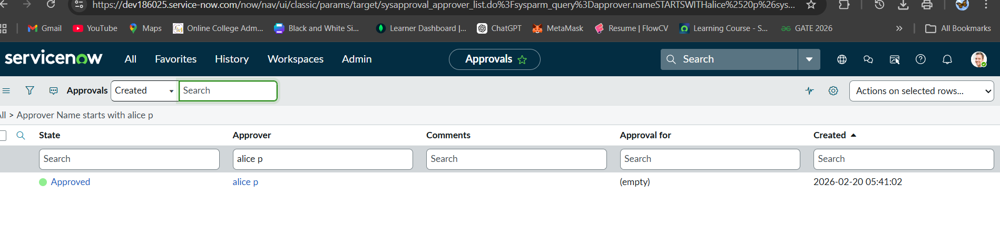 https://dev186025.service-now.com/now/nav/ui/classic/params/target/sysapproval_approver_list.do%3Fsysparm_query%3Dapprover.nameSTARTSWITHalice%2520p%26sys...
Gmail YouTube Maps Online College Adm... Black and White Si... Learner Dashboard |... ChatGPT MetaMask Resume | FlowCV Learning Course - S... GATE 2026 » All Bookmarks
servicenow All Favorites History Workspaces Admin Approvals Search
Approvals Created Search Actions on selected rows...
All > Approver Name starts with alice p
State Approver Comments Approval for Created
Search alice p Search Search Search
Approved alice p (empty) 2026-02-20 05:41:02